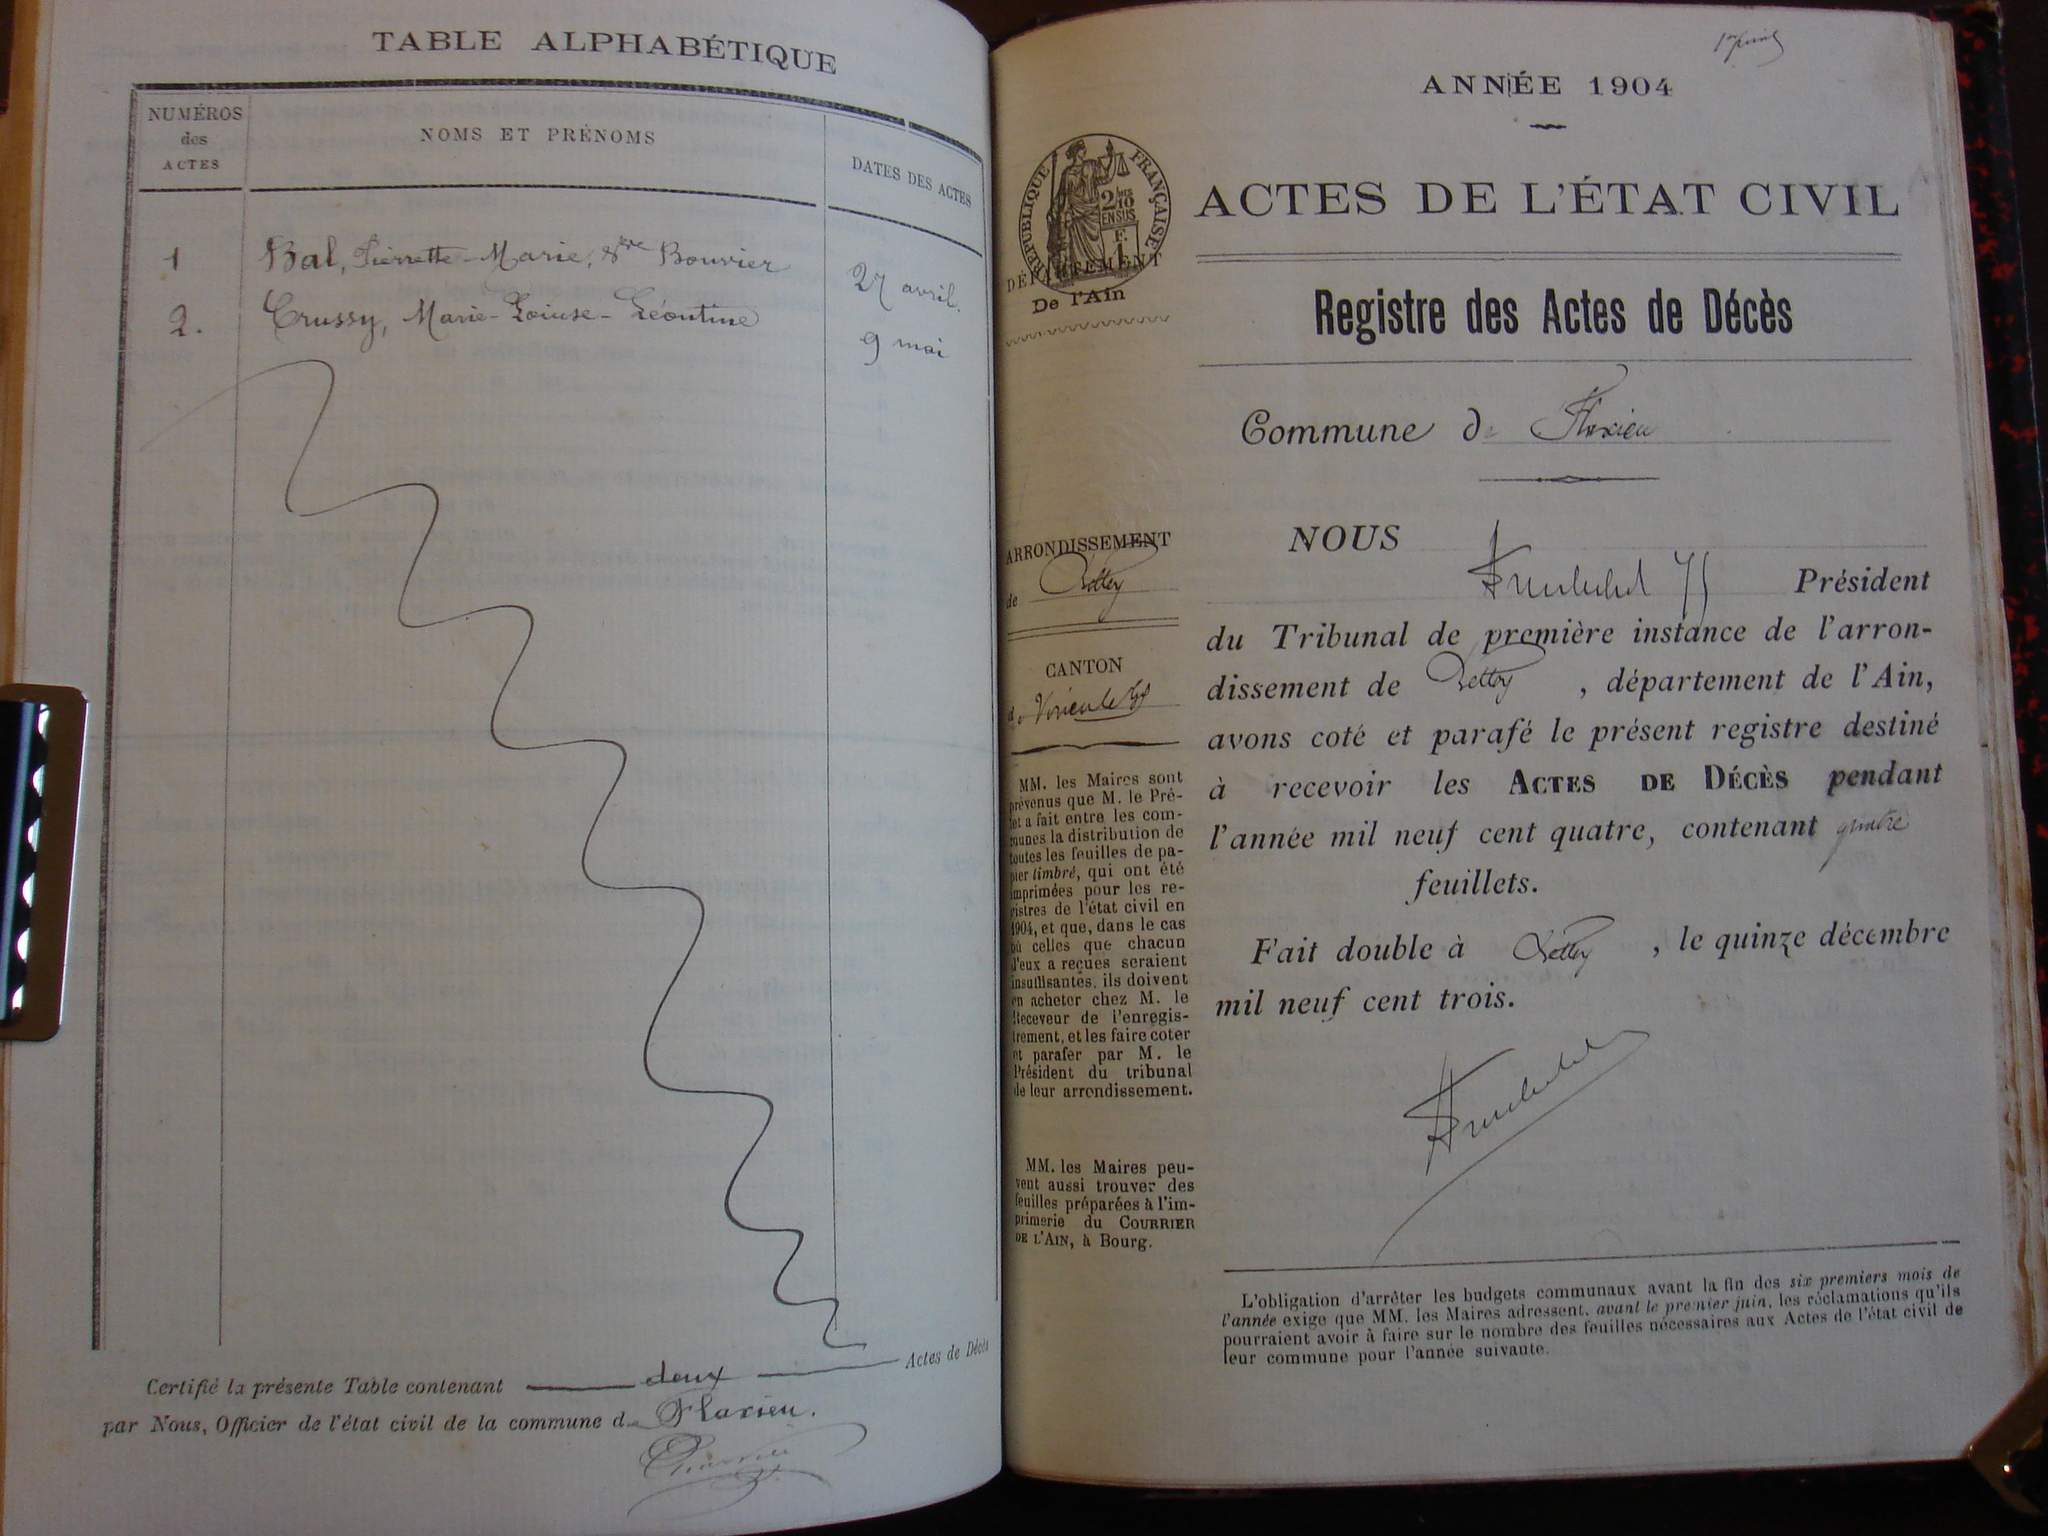 TABLE ALPHABÉTIQUE
NUMÉROS
des
ACTES
NOMS ET PRÉNOMS
DATES DES ACTES
1 Bal, Pierrette-Marie, Vve Bouvier 27 avril.
2. Crussy, Marie-Loiuse-Léontine 9 mai
Certifié la présente Table contenant deux Actes de Décès
par Nous, Officier de l'état civil de la commune de Flaxieu.
ANNÉE 1904
RÉPUBLIQUE FRANÇAISE
2 10
EN SUS
F.
1
DÉPARTEMENT
De l'Ain
ACTES DE L'ÉTAT CIVIL
Registre des Actes de Décès
Commune de Flaxieu
ARRONDISSEMENT
de Belley
CANTON
de Virieu le Gd
MM. les Maires sont
prévenus que M. le Pré-
fet a fait entre les com-
munes la distribution de
toutes les feuilles de pa-
pier timbré, qui ont été
imprimées pour les re-
gistres de l'état civil en
1904, et que, dans le cas
où celles que chacun
d'eux a reçues seraient
insuffisantes, ils doivent
en acheter chez M. le
Receveur de l'enregis-
trement, et les faire coter
et parafer par M. le
Président du tribunal
de leur arrondissement.
MM. les Maires peu-
vent aussi trouver des
feuilles préparées à l'im-
primerie du COURRIER
DE L'AIN, à Bourg.
NOUS
Président
du Tribunal de première instance de l'arron-
dissement de Belley, département de l'Ain,
avons coté et parafé le présent registre destiné
à recevoir les ACTES DE DÉCÈS pendant
l'année mil neuf cent quatre, contenant quatre
feuillets.
Fait double à Belley, le quinze décembre
mil neuf cent trois.
L'obligation d'arrêter les budgets communaux avant la fin des six premiers mois de
l'année exige que MM. les Maires adressent, avant le premier juin, les réclamations qu'ils
pourraient avoir à faire sur le nombre des feuilles nécessaires aux Actes de l'état civil de
leur commune pour l'année suivante.